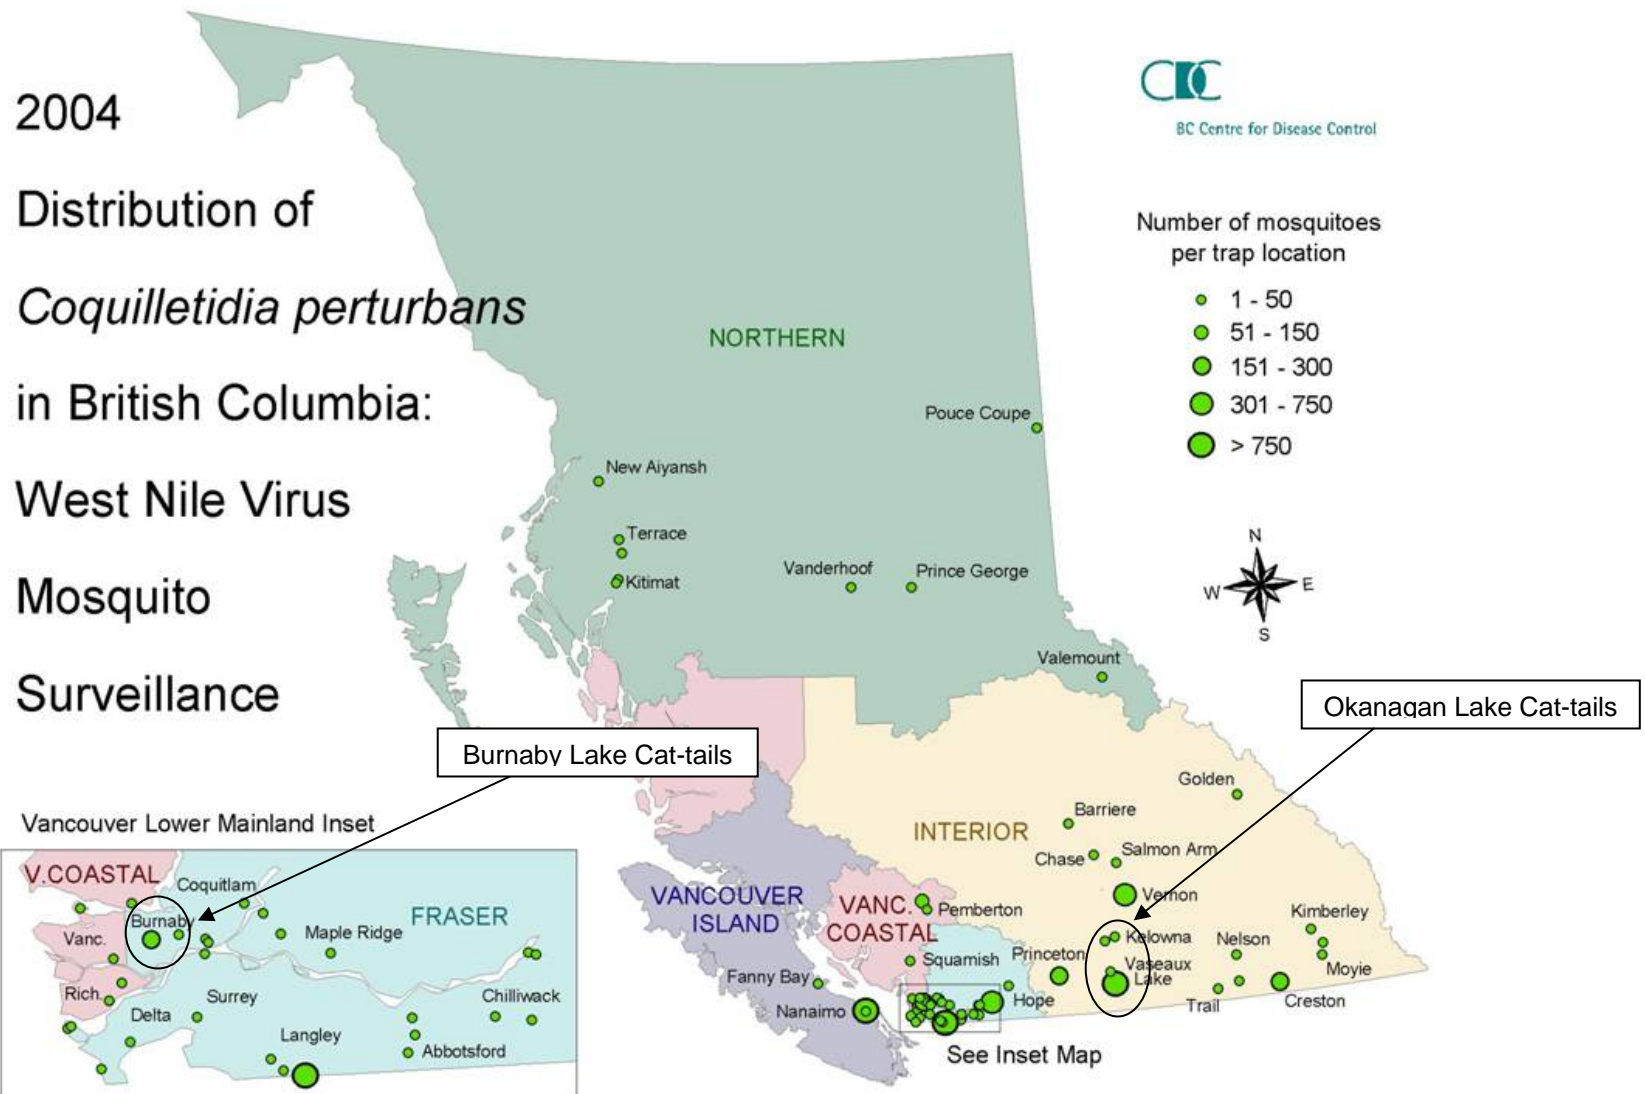 2004
Distribution of
Coquilletidia perturbans
in British Columbia:
West Nile Virus
Mosquito
Surveillance
CDC
BC Centre for Disease Control
Number of mosquitoes
per trap location
1 - 50
51 - 150
151 - 300
301 - 750
> 750
N
W
E
S
NORTHERN
Pouce Coupe
New Aiyansh
Terrace
Kitimat
Vanderhoof
Prince George
Valemount
Okanagan Lake Cat-tails
Burnaby Lake Cat-tails
Golden
Barriere
INTERIOR
Chase
Salmon Arm
Vernon
Kimberley
Kelowna
Nelson
Princeton
Vaseaux
Lake
Moyie
Trail
Creston
VANCOUVER
ISLAND
VANC.
COASTAL
Pemberton
Squamish
Fanny Bay
Nanaimo
Hope
See Inset Map
Vancouver Lower Mainland Inset
V.COASTAL
Coquitlam
Burnaby
FRASER
Vanc.
Maple Ridge
Rich.
Delta
Surrey
Chilliwack
Langley
Abbotsford